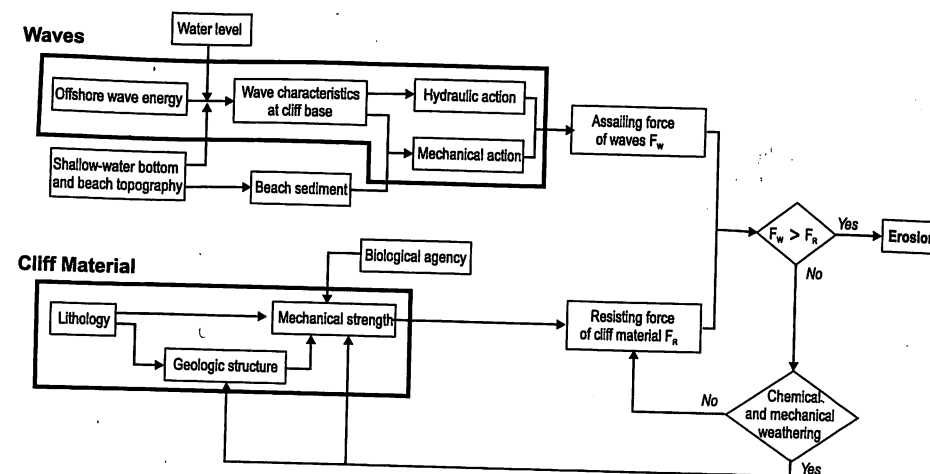 Water level
Waves
Offshore wave energy
Wave characteristics
at cliff base
Hydraulic action
Mechanical action
Assailing force
of waves Fw
Shallow-water bottom
and beach topography
Beach sediment
Fw > FR
Yes
Erosion
No
Biological agency
Cliff Material
Lithology
Mechanical strength
Geologic structure
Resisting force
of cliff material FR
No
Chemical
and mechanical
weathering
Yes